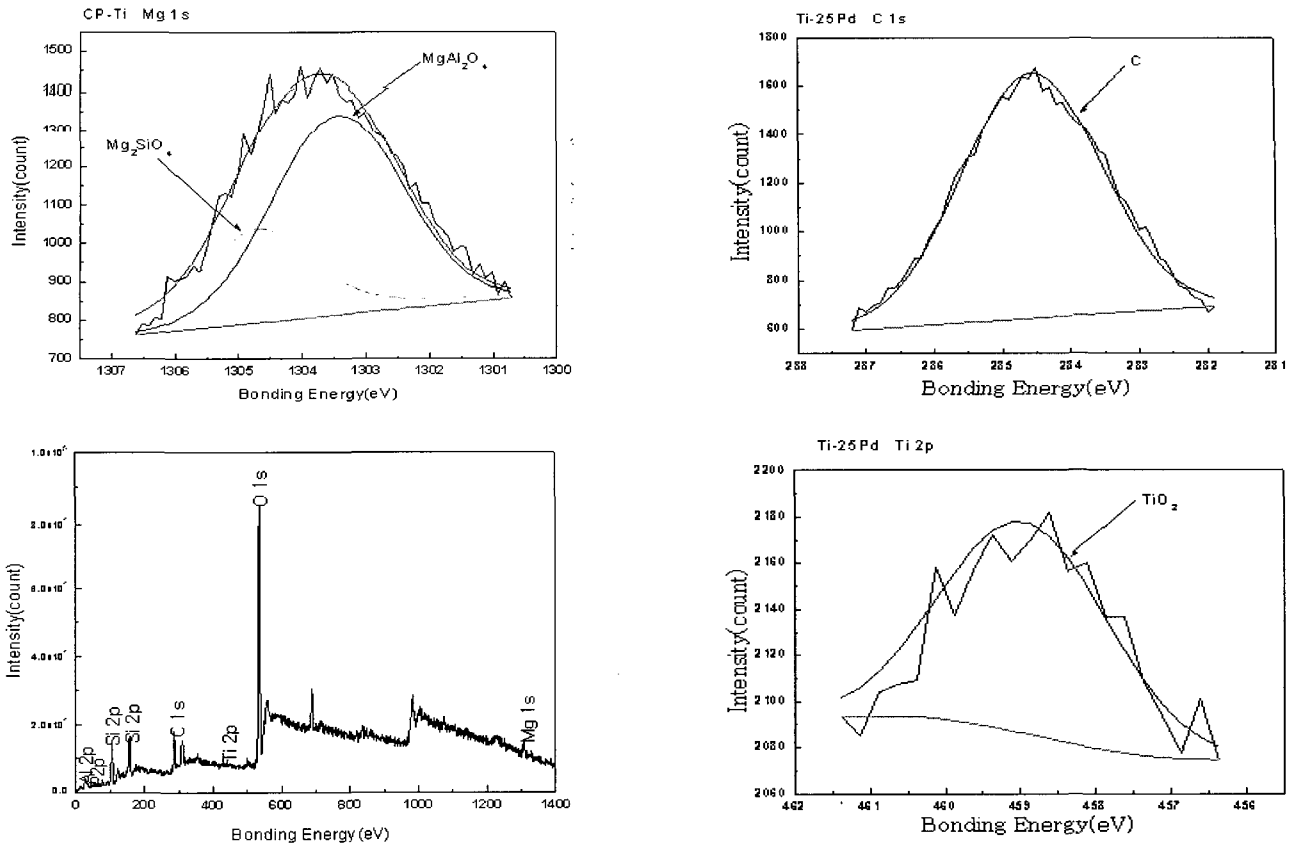 CP-Ti Mg 1s
MgAl₂O₄
Mg₂SiO₄
Intensity(count)
1500
1400
1300
1200
1100
1000
900
800
700
1307 1306 1305 1304 1303 1302 1301 1300
Bonding Energy(eV)
Ti-25Pd C 1s
C
Intensity(count)
1800
1600
1400
1200
1000
800
600
288 287 286 285 284 283 282 281
Bonding Energy(eV)
O 1s
Al 2p
Si 2p
Si 2p
C 1s
Ti 2p
Mg 1s
Intensity(count)
0.0
0 200 400 600 800 1000 1200 1400
Bonding Energy (eV)
Ti-25Pd Ti 2p
TiO₂
Intensity(count)
2200
2180
2160
2140
2120
2100
2080
2060
462 461 460 459 458 457 456
Bonding Energy(eV)